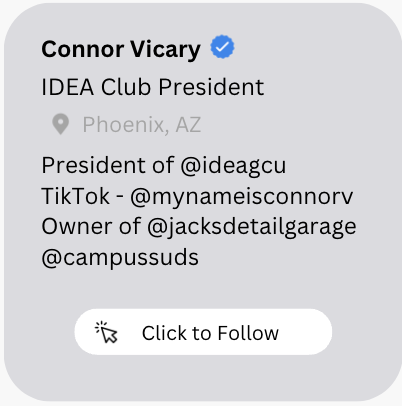 Connor Vicary
IDEA Club President
Phoenix, AZ
President of @ideagcu
TikTok - @mynameisconnorv
Owner of @jacksdetailgarage
@campussuds
Click to Follow